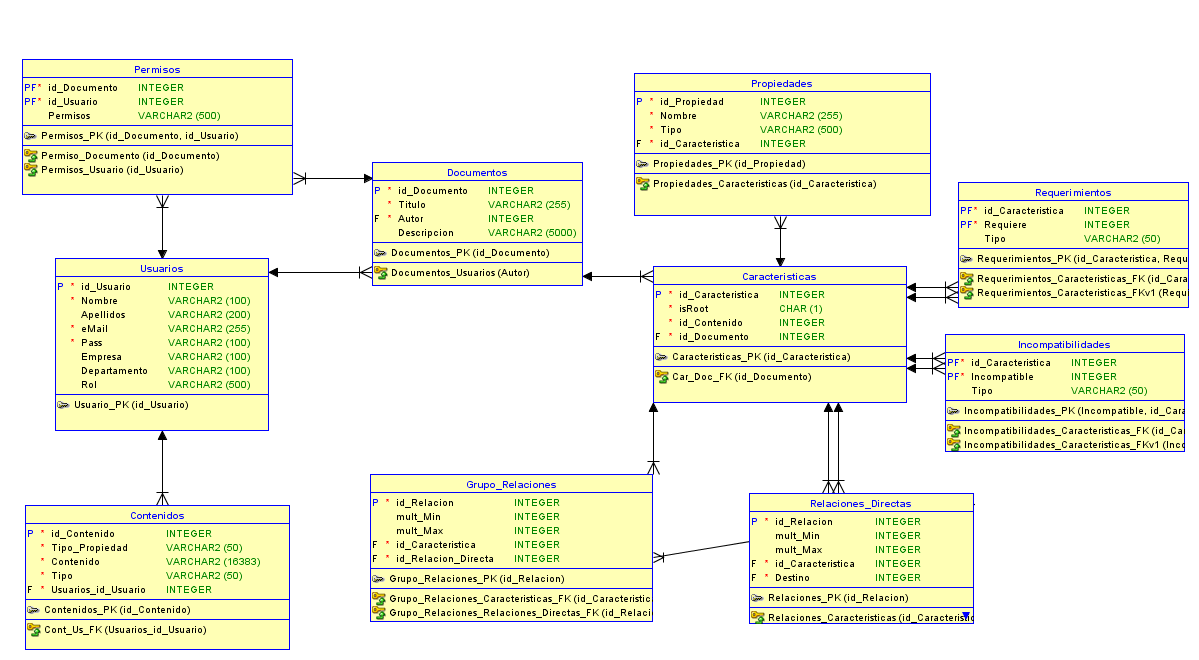 Permisos
PF* id_Documento INTEGER
PF* id_Usuario INTEGER
Permisos VARCHAR2 (500)
Permisos_PK (id_Documento, id_Usuario)
Permiso_Documento (id_Documento)
Permisos_Usuario (id_Usuario)
Documentos
P * id_Documento INTEGER
* Titulo VARCHAR2 (255)
F * Autor INTEGER
Descripcion VARCHAR2 (5000)
Documentos_PK (id_Documento)
Documentos_Usuarios (Autor)
Propiedades
P * id_Propiedad INTEGER
* Nombre VARCHAR2 (255)
* Tipo VARCHAR2 (500)
F * id_Caracteristica INTEGER
Propiedades_PK (id_Propiedad)
Propiedades_Caracteristicas (id_Caracteristica)
Requerimientos
PF* id_Caracteristica INTEGER
PF* Requiere INTEGER
Tipo VARCHAR2 (50)
Requerimientos_PK (id_Caracteristica, Requ
Requerimientos_Caracteristicas_FK (id_Cara
Requerimientos_Caracteristicas_FKv1 (Requ
Usuarios
P * id_Usuario INTEGER
* Nombre VARCHAR2 (100)
Apellidos VARCHAR2 (200)
* eMail VARCHAR2 (255)
* Pass VARCHAR2 (100)
Empresa VARCHAR2 (100)
Departamento VARCHAR2 (100)
Rol VARCHAR2 (500)
Usuario_PK (id_Usuario)
Caracteristicas
P * id_Caracteristica INTEGER
* isRoot CHAR (1)
* id_Contenido INTEGER
F * id_Documento INTEGER
Caracteristicas_PK (id_Caracteristica)
Car_Doc_FK (id_Documento)
Incompatibilidades
PF* id_Caracteristica INTEGER
PF* Incompatible INTEGER
Tipo VARCHAR2 (50)
Incompatibilidades_PK (Incompatible, id_Cara
Incompatibilidades_Caracteristicas_FK (id_Ca
Incompatibilidades_Caracteristicas_FKv1 (Inco
Contenidos
P * id_Contenido INTEGER
* Tipo_Propiedad VARCHAR2 (50)
* Contenido VARCHAR2 (16383)
* Tipo VARCHAR2 (50)
F * Usuarios_id_Usuario INTEGER
Contenidos_PK (id_Contenido)
Cont_Us_FK (Usuarios_id_Usuario)
Grupo_Relaciones
P * id_Relacion INTEGER
mult_Min INTEGER
mult_Max INTEGER
F * id_Caracteristica INTEGER
F * id_Relacion_Directa INTEGER
Grupo_Relaciones_PK (id_Relacion)
Grupo_Relaciones_Caracteristicas_FK (id_Caracteristic
Grupo_Relaciones_Relaciones_Directas_FK (id_Relaci
Relaciones_Directas
P * id_Relacion INTEGER
mult_Min INTEGER
mult_Max INTEGER
F * id_Caracteristica INTEGER
F * Destino INTEGER
Relaciones_PK (id_Relacion)
Relaciones_Caracteristicas (id_Caracteristic